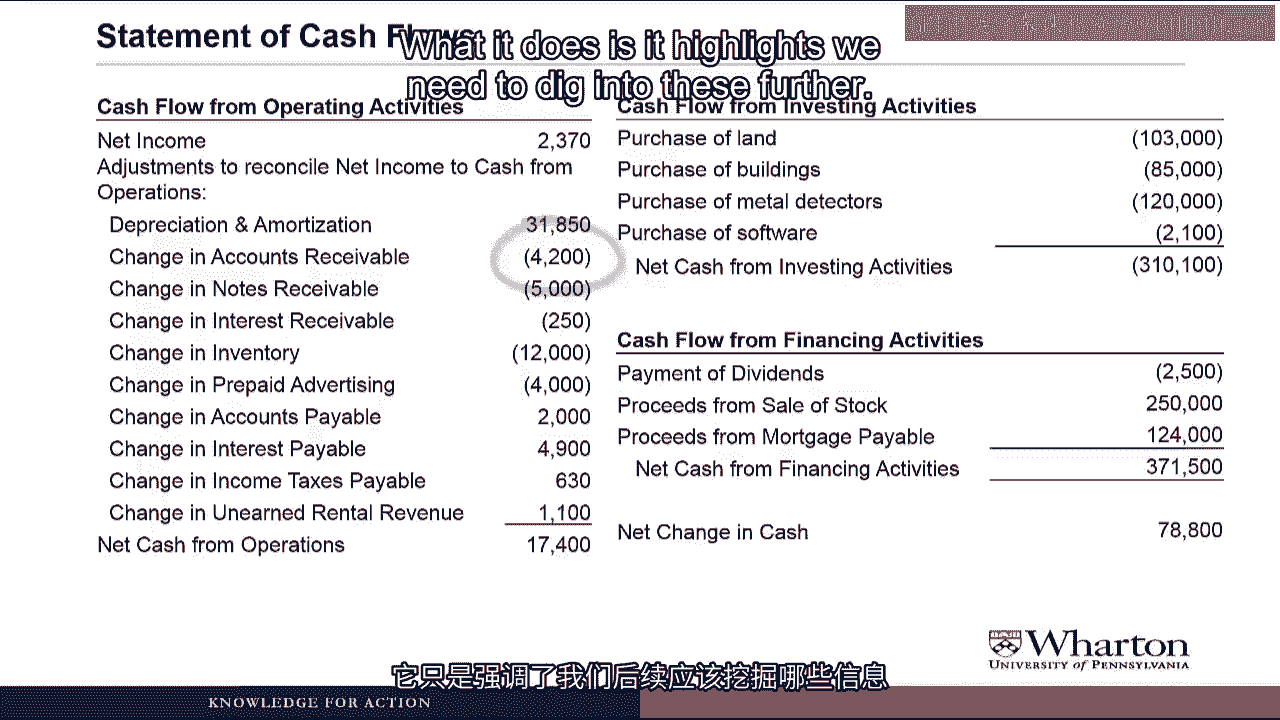 Statement of Cash Flows
What it does is it highlights we
need to dig into these further.
Cash Flow from Operating Activities
Net Income 2,370
Adjustments to reconcile Net Income to Cash from
Operations:
Depreciation & Amortization 31,850
Change in Accounts Receivable (4,200)
Change in Notes Receivable (5,000)
Change in Interest Receivable (250)
Change in Inventory (12,000)
Change in Prepaid Advertising (4,000)
Change in Accounts Payable 2,000
Change in Interest Payable 4,900
Change in Income Taxes Payable 630
Change in Unearned Rental Revenue 1,100
Net Cash from Operations 17,400
Cash Flow from Investing Activities
Purchase of land (103,000)
Purchase of buildings (85,000)
Purchase of metal detectors (120,000)
Purchase of software (2,100)
Net Cash from Investing Activities (310,100)
Cash Flow from Financing Activities
Payment of Dividends (2,500)
Proceeds from Sale of Stock 250,000
Proceeds from Mortgage Payable 124,000
Net Cash from Financing Activities 371,500
Net Change in Cash 78,800
Wharton
UNIVERSITY of PENNSYLVANIA
它只是强调了我们后续应该挖掘哪些信息
KNOWLEDGE FOR ACTION